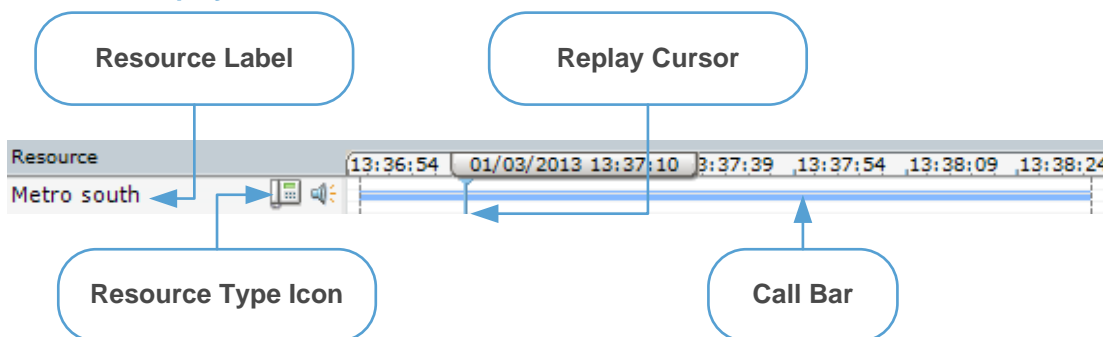 Resource Label
Replay Cursor
Resource
13:36:54 01/03/2013 13:37:10 3:37:39 13:37:54 13:38:09 13:38:24
Metro south
Resource Type Icon
Call Bar